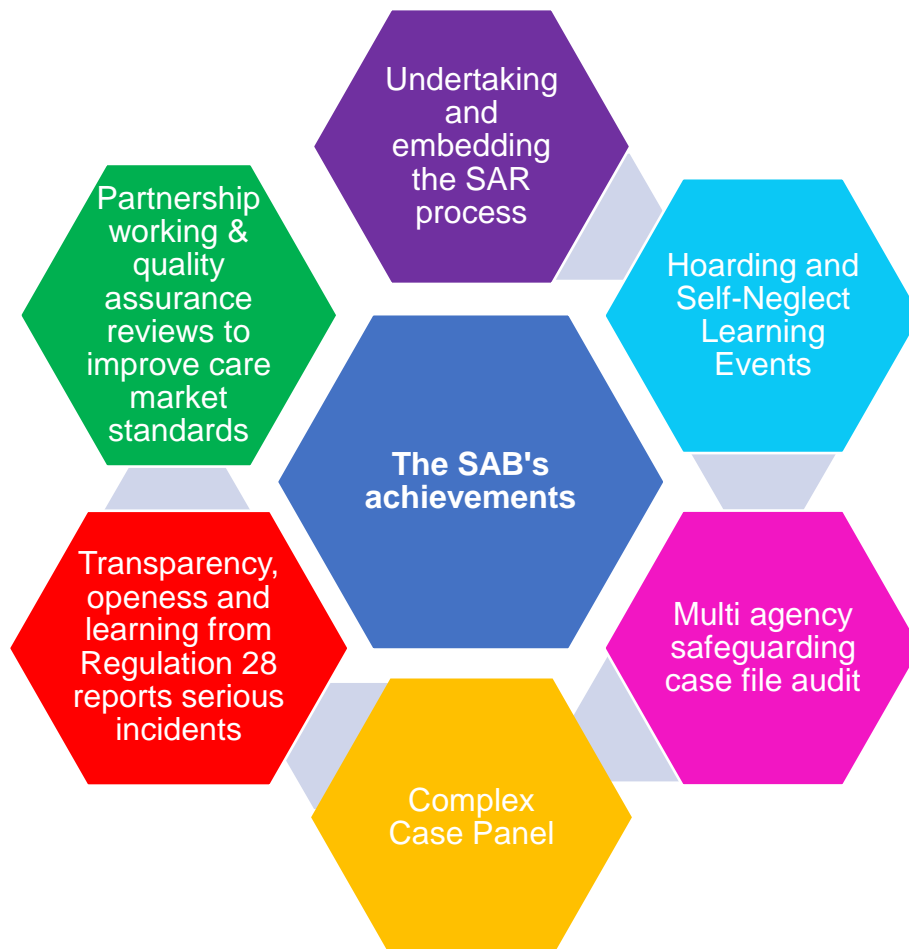 Undertaking
and
embedding
the SAR
process
Partnership
working &
quality
assurance
reviews to
improve care
market
standards
Hoarding and
Self-Neglect
Learning
Events
The SAB's
achievements
Transparency,
openess and
learning from
Regulation 28
reports serious
incidents
Multi agency
safeguarding
case file audit
Complex
Case Panel